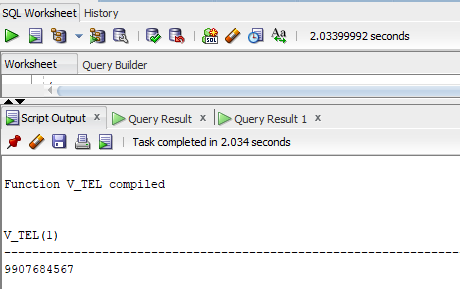 SQL Worksheet History
2.03399992 seconds
Worksheet Query Builder
Script Output x Query Result x Query Result 1 x
Task completed in 2.034 seconds
Function V_TEL compiled
V_TEL(1)
--------------------------------------------------------------------------------
9907684567